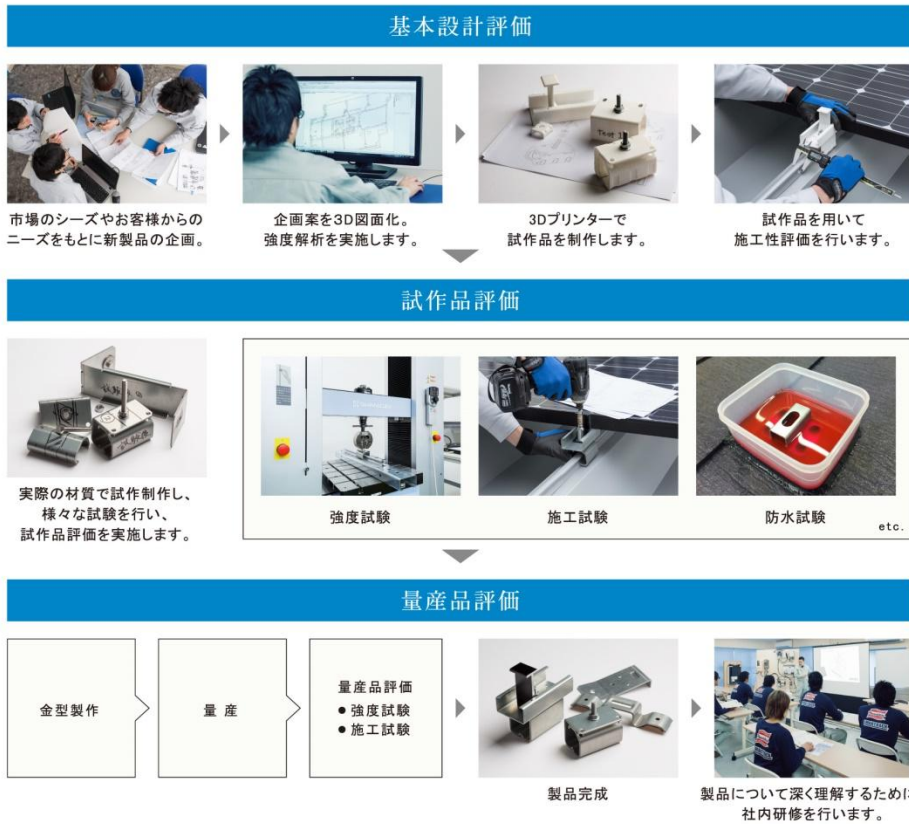 基本設計評価
市場のシーズやお客様からの
ニーズをもとに新製品の企画。
企画案を3D図面化。
強度解析を実施します。
Test 1
3Dプリンターで
試作品を制作します。
試作品を用いて
施工性評価を行います。
試作品評価
実際の材質で試作制作し、
様々な試験を行い、
試作品評価を実施します。
強度試験
施工試験
防水試験
etc.
量産品評価
金型製作
量 産
量産品評価
● 強度試験
● 施工試験
製品完成
製品について深く理解するために
社内研修を行います。